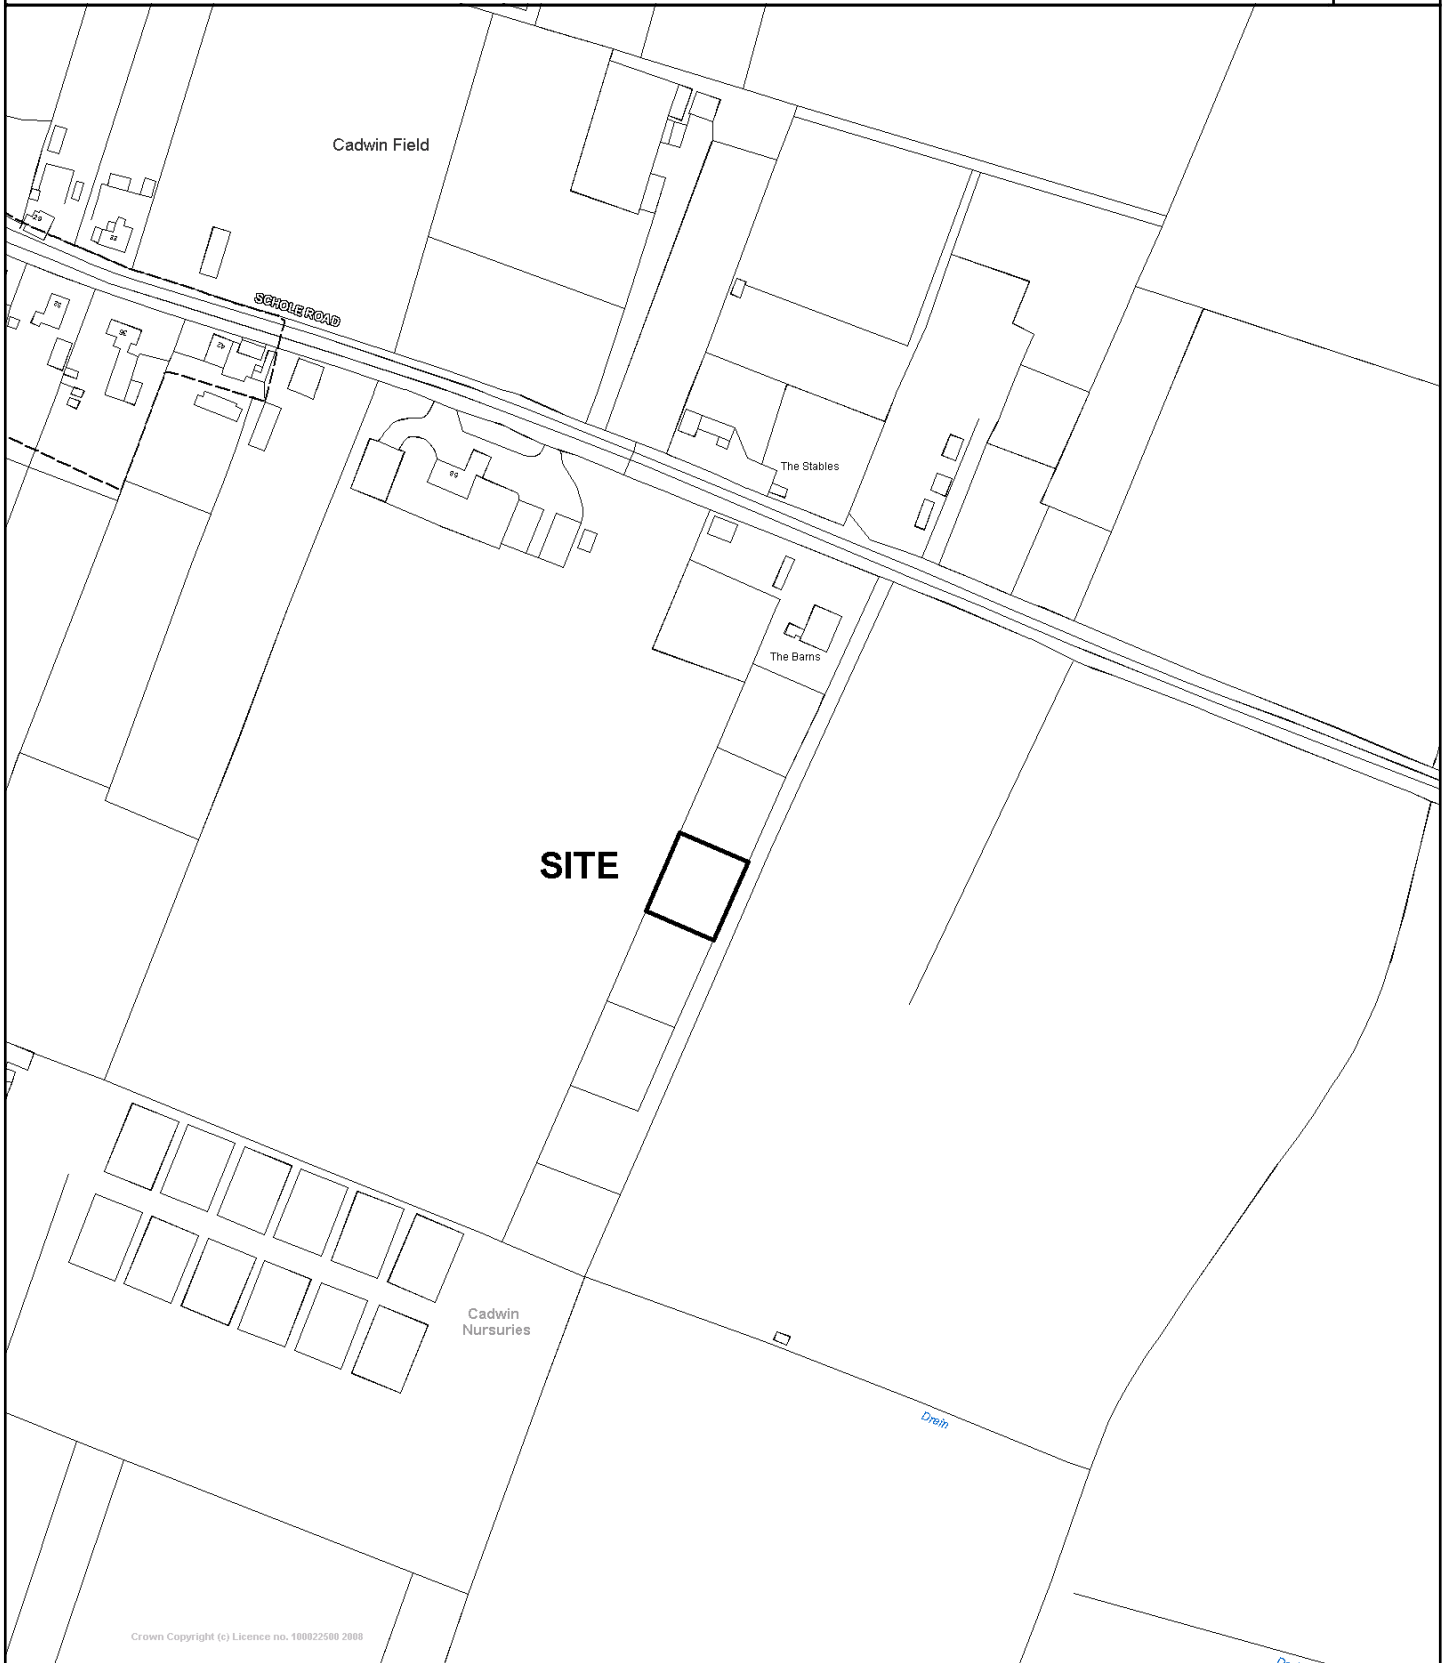 Cadwin Field
SCHOLE ROAD
The Stables
The Barns
SITE
Cadwin
Nursuries
Drain
Crown Copyright (c) Licence no. 100022500 2008